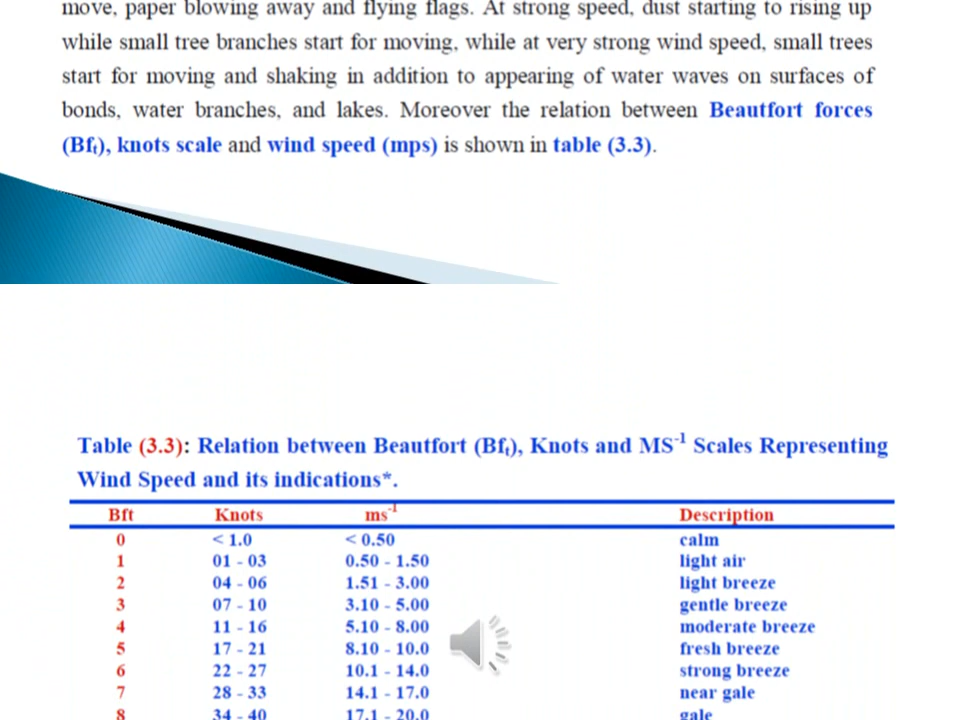 move, paper blowing away and flying flags. At strong speed, dust starting to rising up
while small tree branches start for moving, while at very strong wind speed, small trees
start for moving and shaking in addition to appearing of water waves on surfaces of
bonds, water branches, and lakes. Moreover the relation between Beautfort forces
(Bfₜ), knots scale and wind speed (mps) is shown in table (3.3).
Table (3.3): Relation between Beautfort (Bfₜ), Knots and MS⁻¹ Scales Representing
Wind Speed and its indications*.
Bft Knots ms⁻¹ Description
0 < 1.0 < 0.50 calm
1 01 - 03 0.50 - 1.50 light air
2 04 - 06 1.51 - 3.00 light breeze
3 07 - 10 3.10 - 5.00 gentle breeze
4 11 - 16 5.10 - 8.00 moderate breeze
5 17 - 21 8.10 - 10.0 fresh breeze
6 22 - 27 10.1 - 14.0 strong breeze
7 28 - 33 14.1 - 17.0 near gale
8 34 - 40 17.1 - 20.0 gale